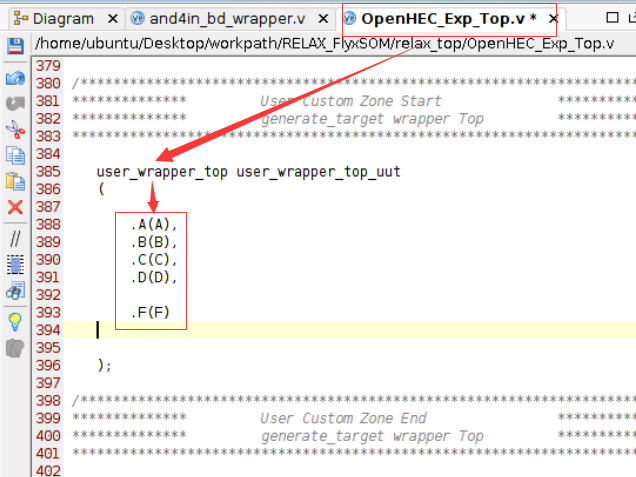 Diagram × and4in_bd_wrapper.v × OpenHEC_Exp_Top.v * ×
/home/ubuntu/Desktop/workpath/RELAX_FlyxSOM/relax_top/OpenHEC_Exp_Top.v
379
380 /*******************************************************************
381 ************** User Custom Zone Start **********
382 ************** generate_target wrapper Top **********
383 ********************************************************************
384
385 user_wrapper_top user_wrapper_top_uut
386 (
387
388 .A(A),
389 .B(B),
390 .C(C),
391 .D(D),
392
393 .F(F)
394
395
396 );
397
398 /*******************************************************************
399 ************** User Custom Zone End **********
400 ************** generate_target wrapper Top **********
401 ********************************************************************
402